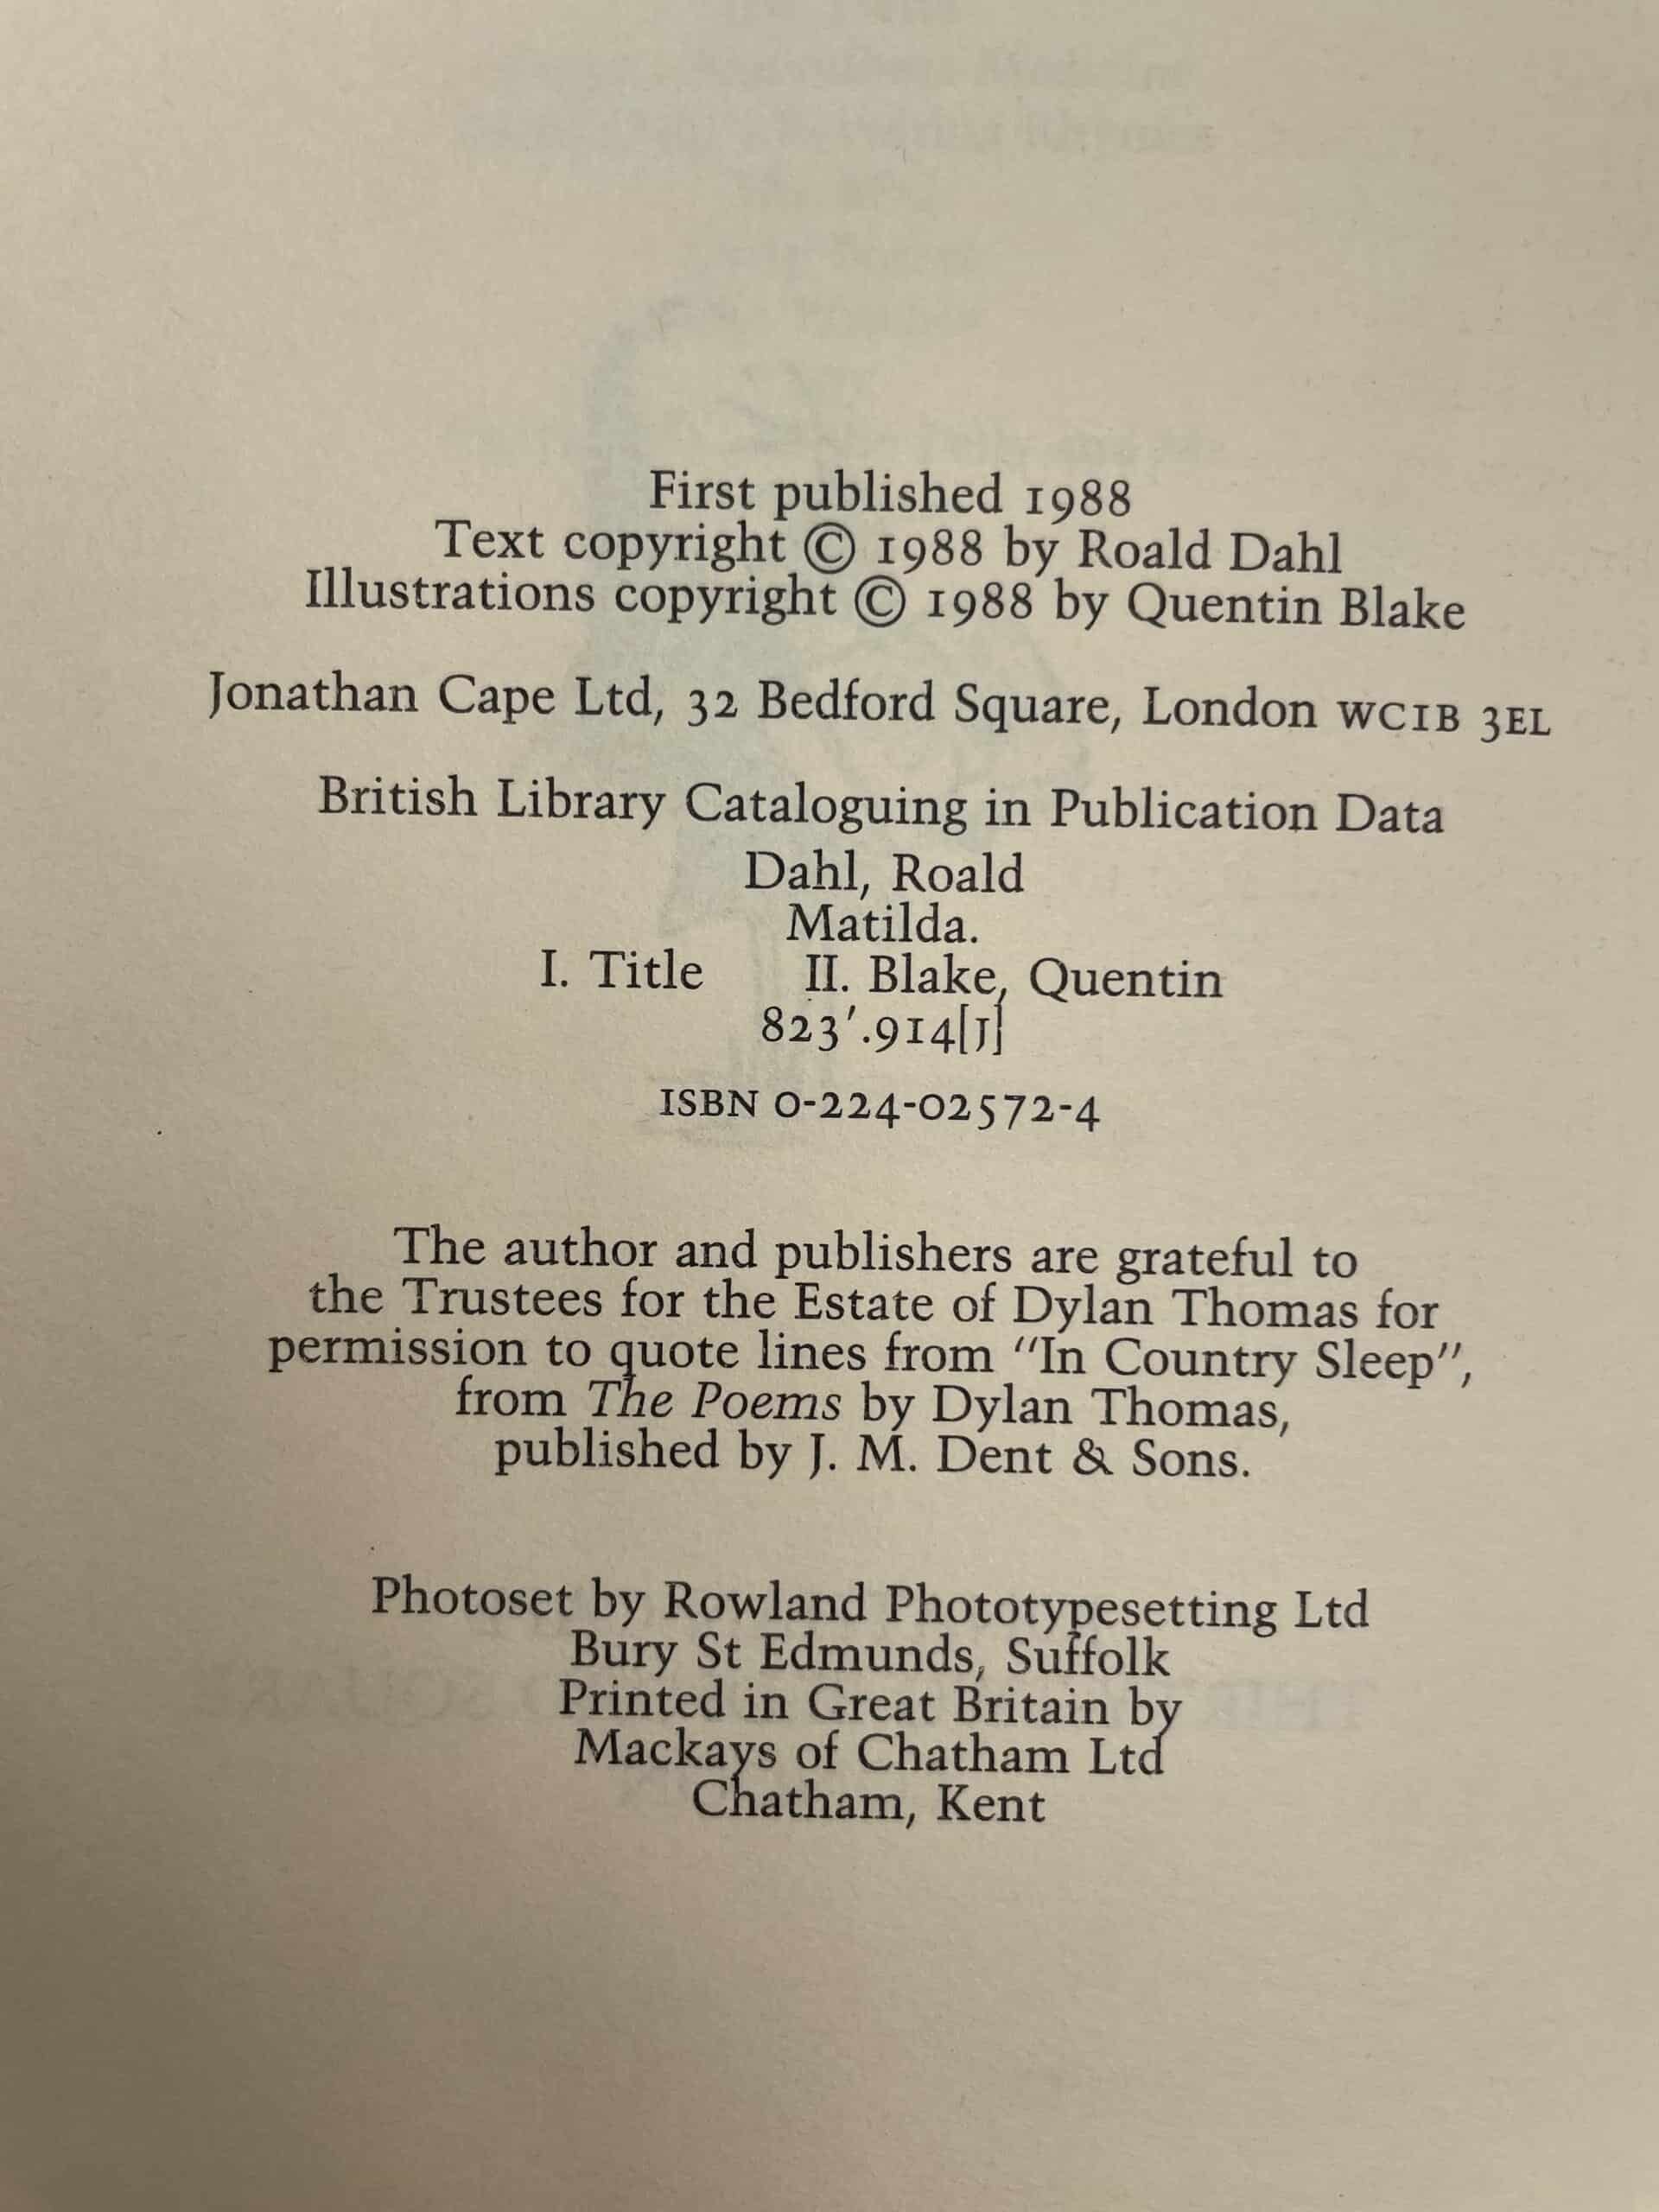 First published 1988
Text copyright © 1988 by Roald Dahl
Illustrations copyright © 1988 by Quentin Blake
Jonathan Cape Ltd, 32 Bedford Square, London WC1B 3EL
British Library Cataloguing in Publication Data
Dahl, Roald
Matilda.
I. Title II. Blake, Quentin
823'.914[J]
ISBN 0-224-02572-4
The author and publishers are grateful to
the Trustees for the Estate of Dylan Thomas for
permission to quote lines from "In Country Sleep",
from The Poems by Dylan Thomas,
published by J. M. Dent & Sons.
Photoset by Rowland Phototypesetting Ltd
Bury St Edmunds, Suffolk
Printed in Great Britain by
Mackays of Chatham Ltd
Chatham, Kent